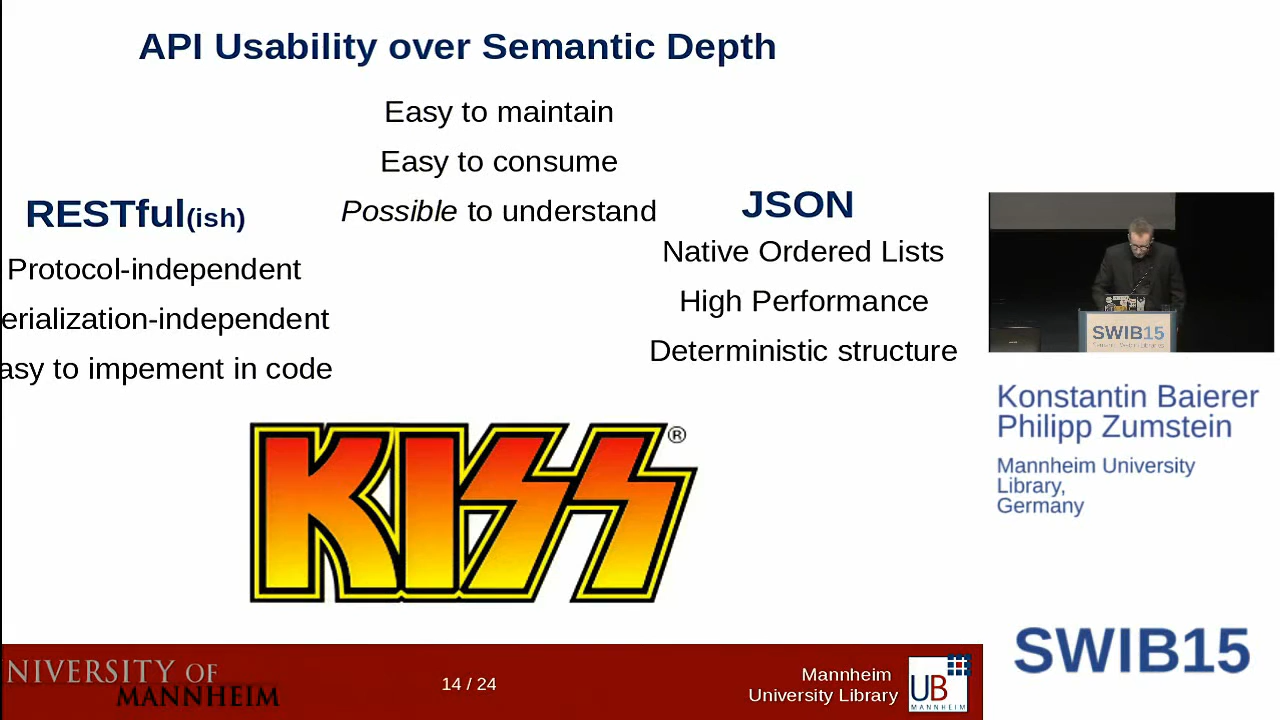 API Usability over Semantic Depth
Easy to maintain
Easy to consume
Possible to understand
RESTful(ish)
Protocol-independent
erialization-independent
asy to impement in code
JSON
Native Ordered Lists
High Performance
Deterministic structure
KISS®
SWIB15
Konstantin Baierer
Philipp Zumstein
Mannheim University
Library,
Germany
SWIB15
NIVERSITY OF
MANNHEIM
14 / 24
Mannheim
University Library
UB
MANNHEIM